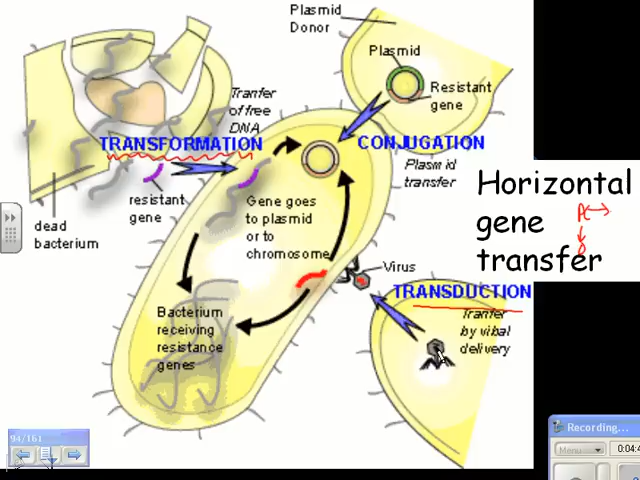 Plasmid
Donor
Plasmid
Resistant
gene
Tranfer
of free
DNA
TRANSFORMATION
CONJUGATION
Plasmid
transfer
Horizontal
gene
transfer
resistant
gene
Gene goes
to plasmid
or to
chromosome
dead
bacterium
Virus
TRANSDUCTION
Tranfer
by vibal
delivery
Bacterium
receiving
resistance
genes
94/161
Recording...
Menu
0:04:4